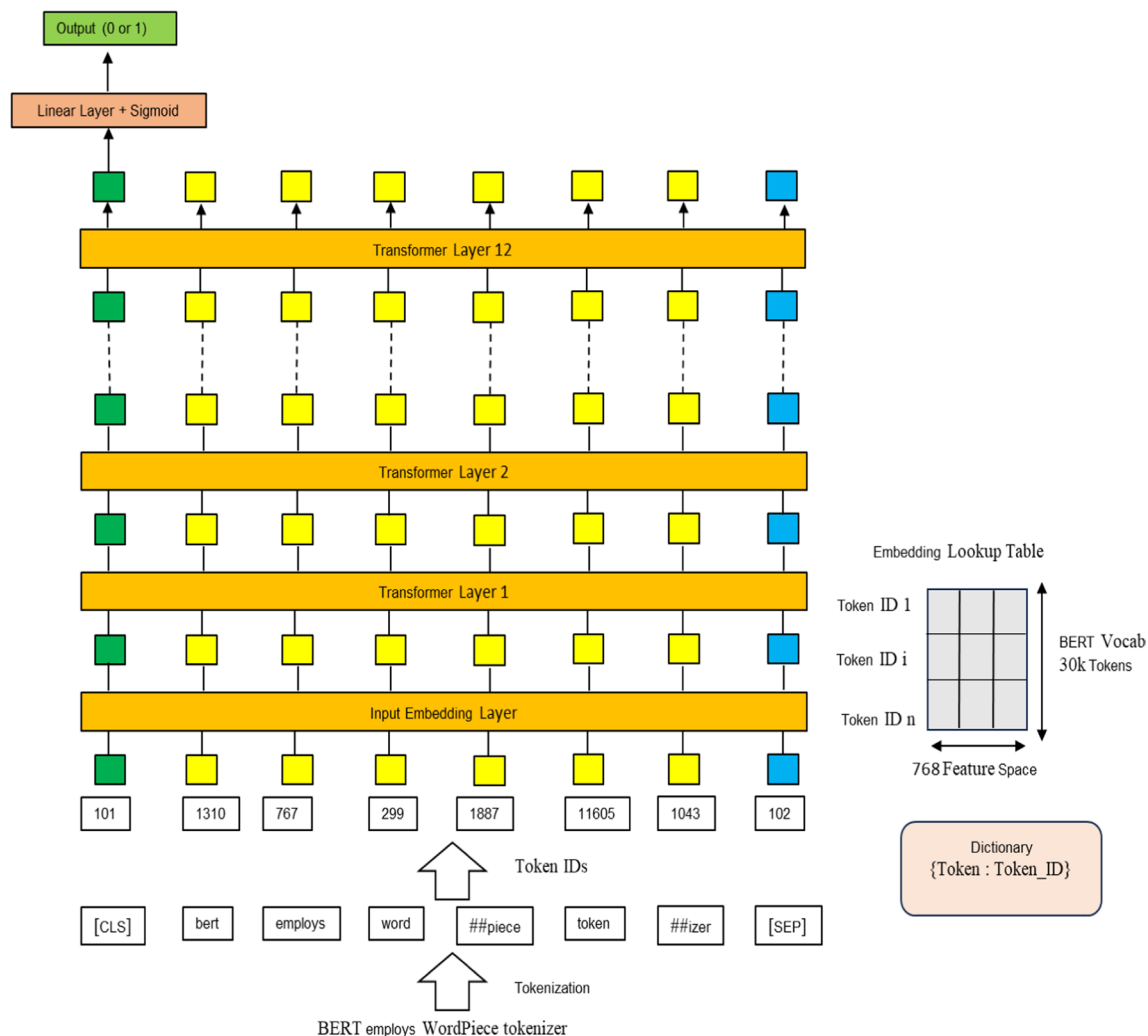 Output (0 or 1)
Linear Layer + Sigmoid
Transformer Layer 12
Transformer Layer 2
Transformer Layer 1
Input Embedding Layer
101 1310 767 299 1887 11605 1043 102
Token IDs
[CLS] bert employs word ##piece token ##izer [SEP]
Tokenization
BERT employs WordPiece tokenizer
Embedding Lookup Table
Token ID 1
Token ID i
Token ID n
BERT Vocab
30k Tokens
768 Feature Space
Dictionary
{Token : Token_ID}